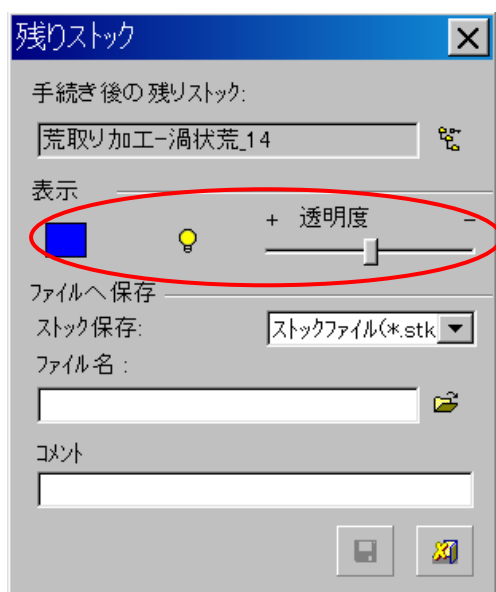 残りストック
手続き後の残りストック:
荒取り加工-渦状荒_14
表示
+ 透明度 -
ファイルへ保存
ストック保存:
ストックファイル(*.stk
ファイル名 :
コメント